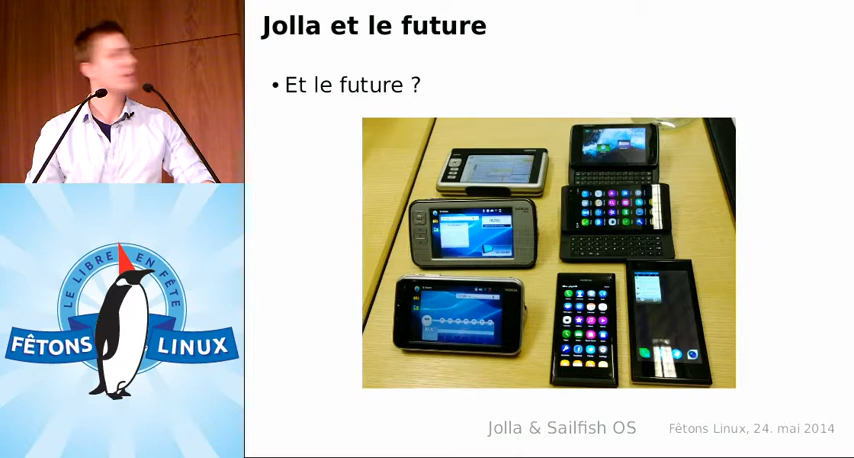 Jolla et le future
• Et le future ?
LE LIBRE EN FÊTE
FÊTONS LINUX
Jolla & Sailfish OS
Fêtons Linux, 24. mai 2014